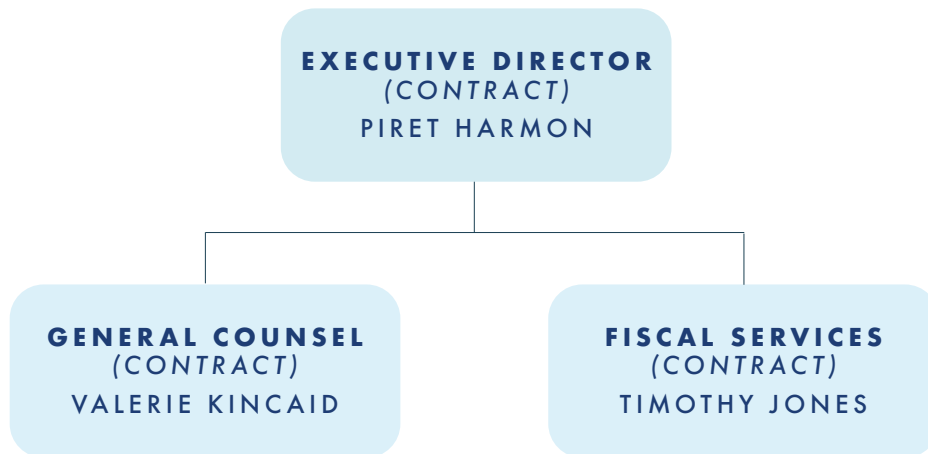 EXECUTIVE DIRECTOR
(CONTRACT)
PIRET HARMON
GENERAL COUNSEL
(CONTRACT)
VALERIE KINCAID
FISCAL SERVICES
(CONTRACT)
TIMOTHY JONES